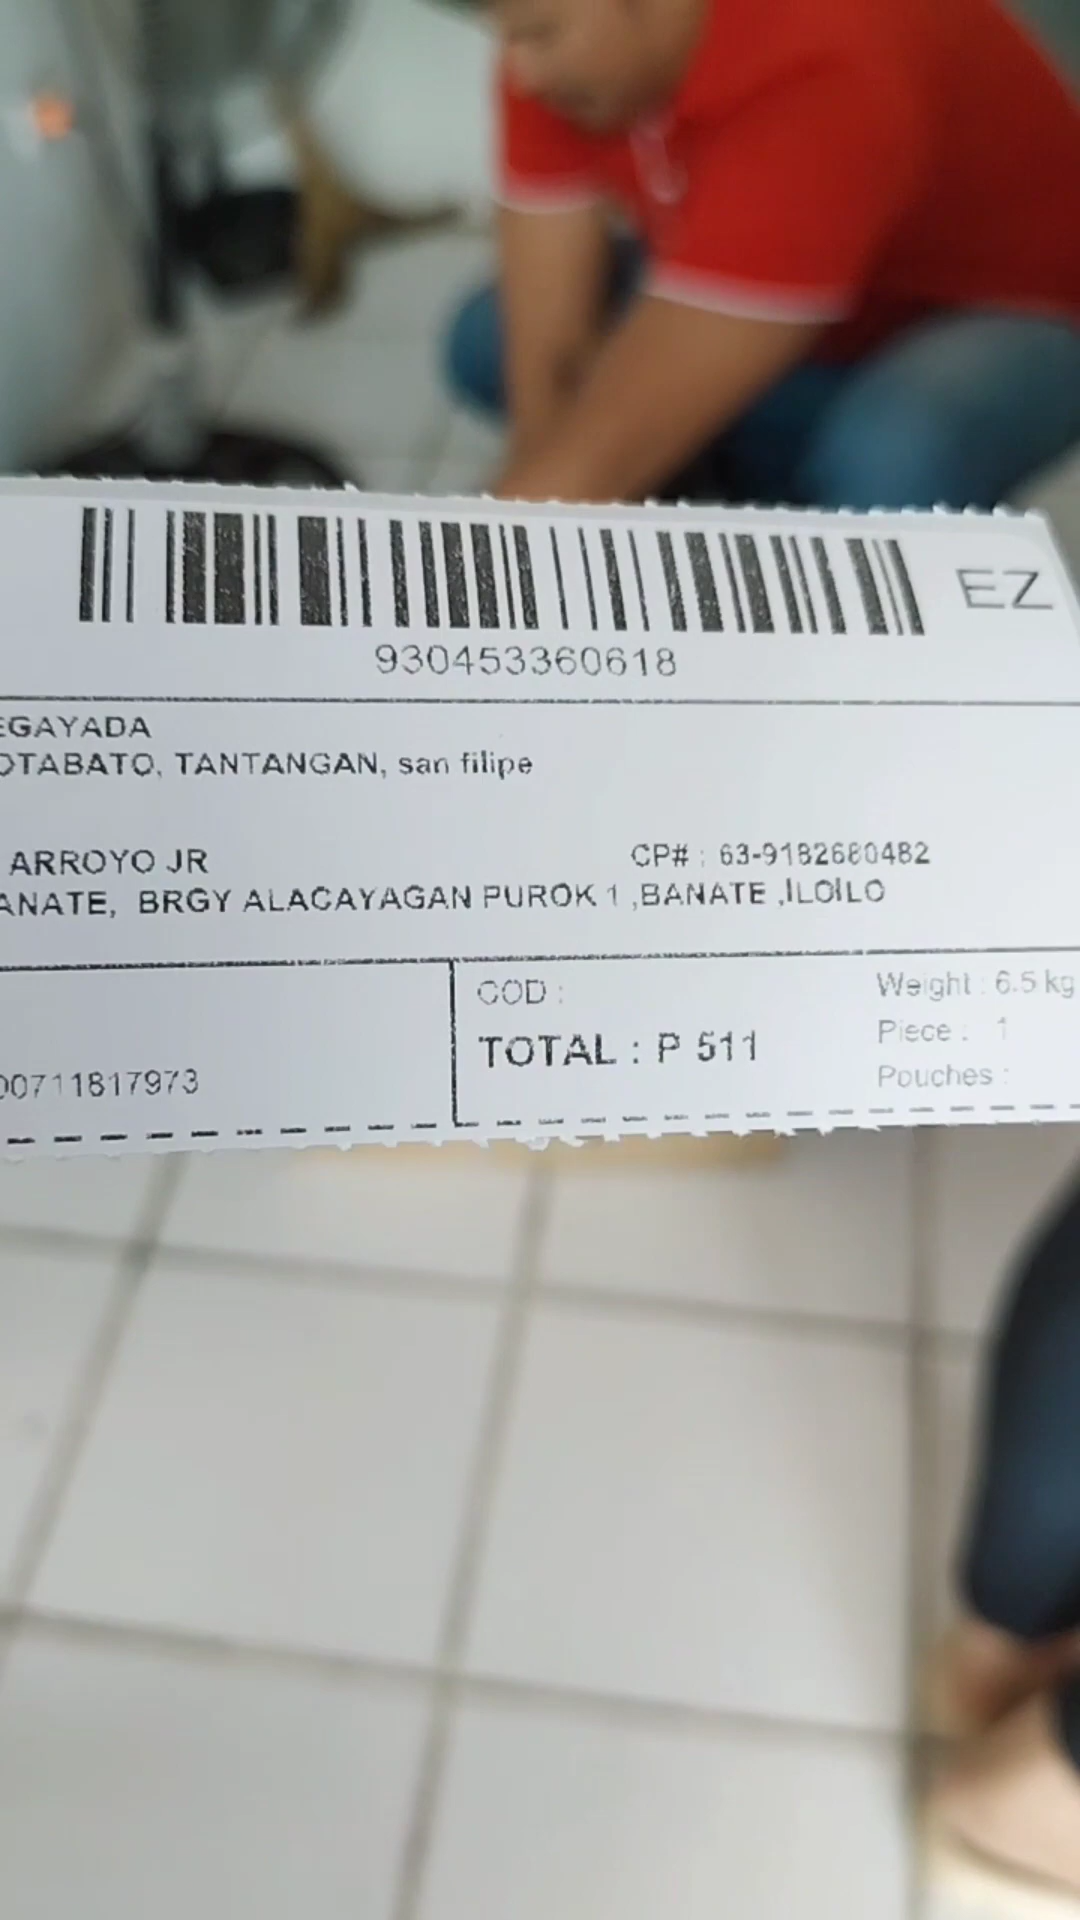 EZ
930453360618
EGAYADA
OTABATO, TANTANGAN, san filipe
ARROYO JR CP# : 63-9182680482
ANATE, BRGY ALACAYAGAN PUROK 1 ,BANATE ,ILOILO
COD : Weight : 6.5 kg
TOTAL : P 511 Piece : 1
00711817973 Pouches :